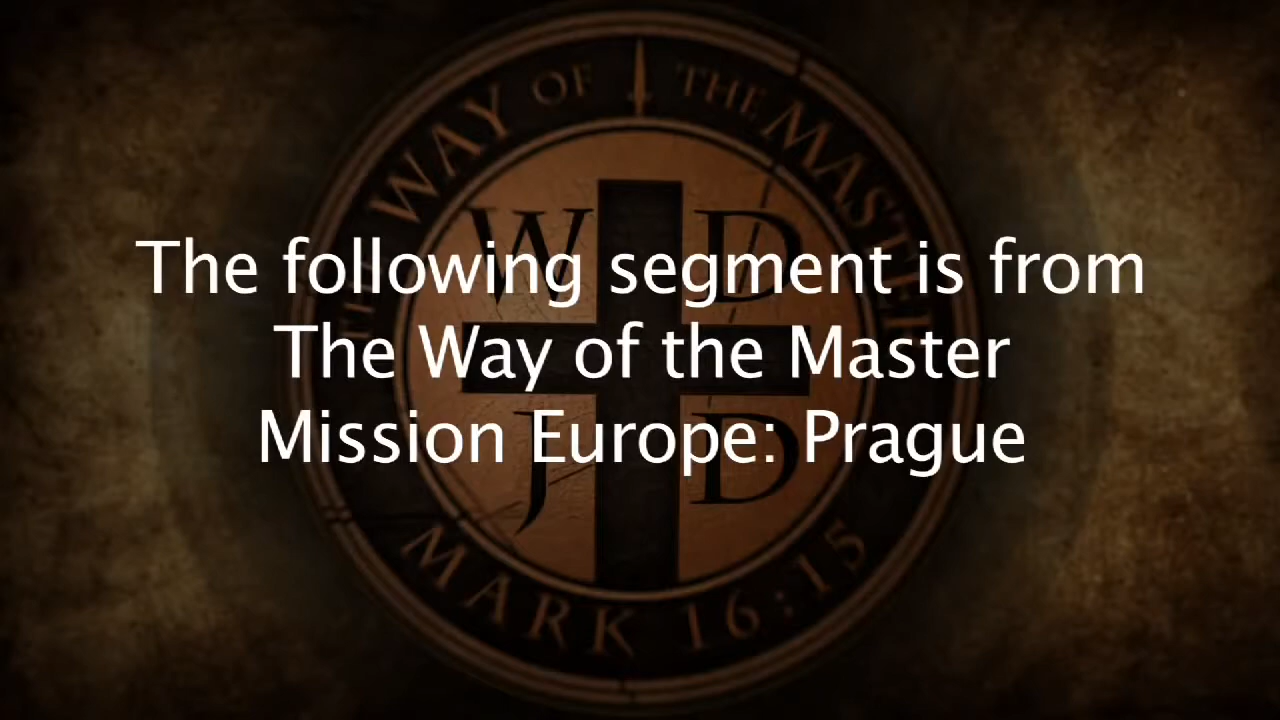 The following segment is from
The Way of the Master
Mission Europe: Prague
THE WAY OF THE MASTER
W D
J D
MARK 16:15